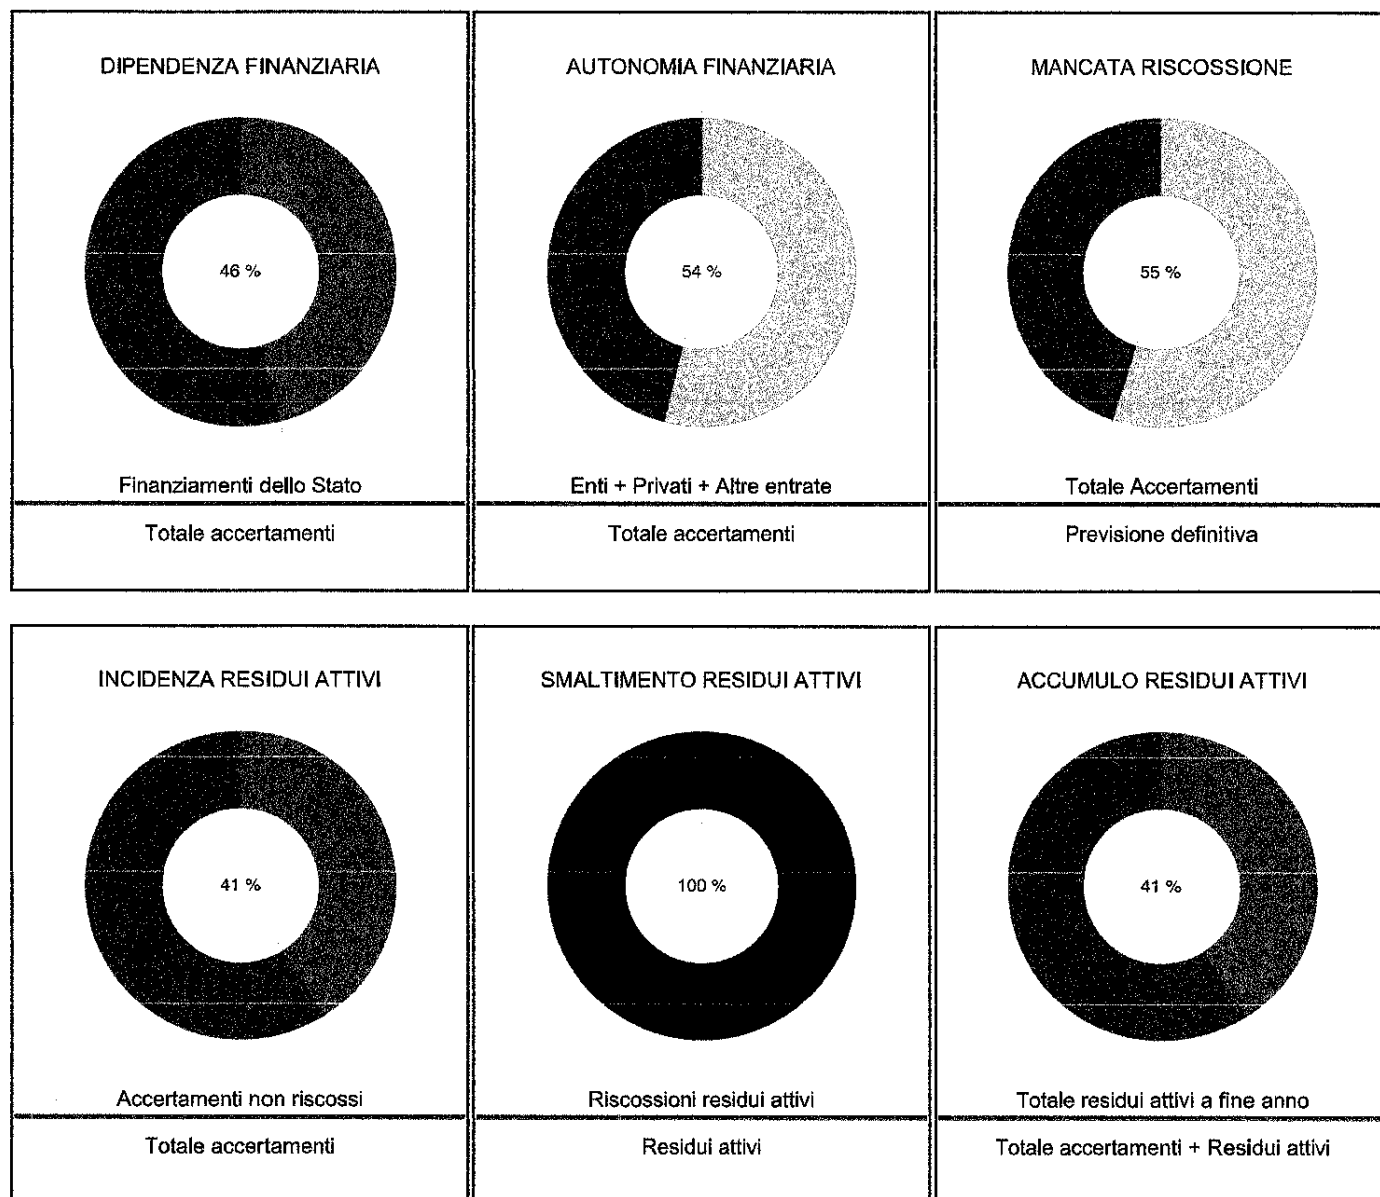 DIPENDENZA FINANZIARIA
46 %
Finanziamenti dello Stato
Totale accertamenti
AUTONOMIA FINANZIARIA
54 %
Enti + Privati + Altre entrate
Totale accertamenti
MANCATA RISCOSSIONE
55 %
Totale Accertamenti
Previsione definitiva
INCIDENZA RESIDUI ATTIVI
41 %
Accertamenti non riscossi
Totale accertamenti
SMALTIMENTO RESIDUI ATTIVI
100 %
Riscossioni residui attivi
Residui attivi
ACCUMULO RESIDUI ATTIVI
41 %
Totale residui attivi a fine anno
Totale accertamenti + Residui attivi